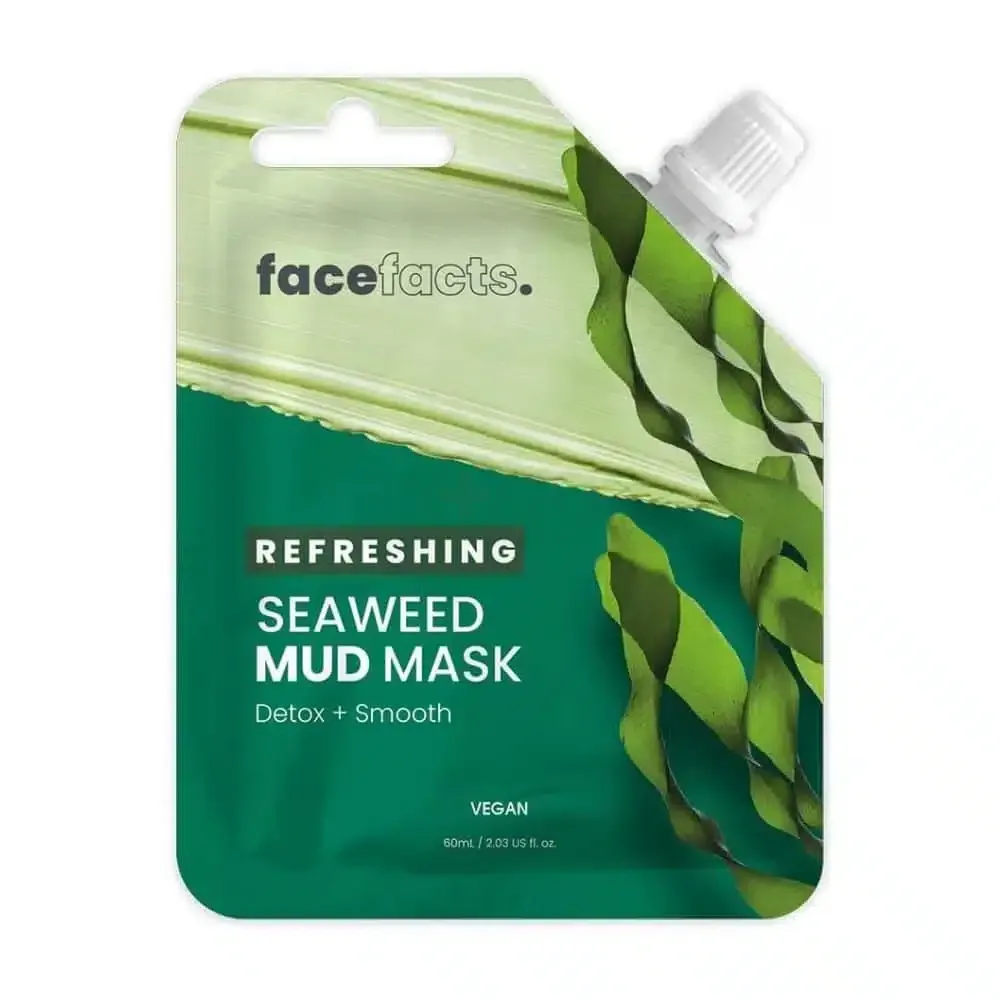 facefacts.
REFRESHING
SEAWEED
MUD MASK
Detox + Smooth
VEGAN
60mL / 2.03 US fl. oz.